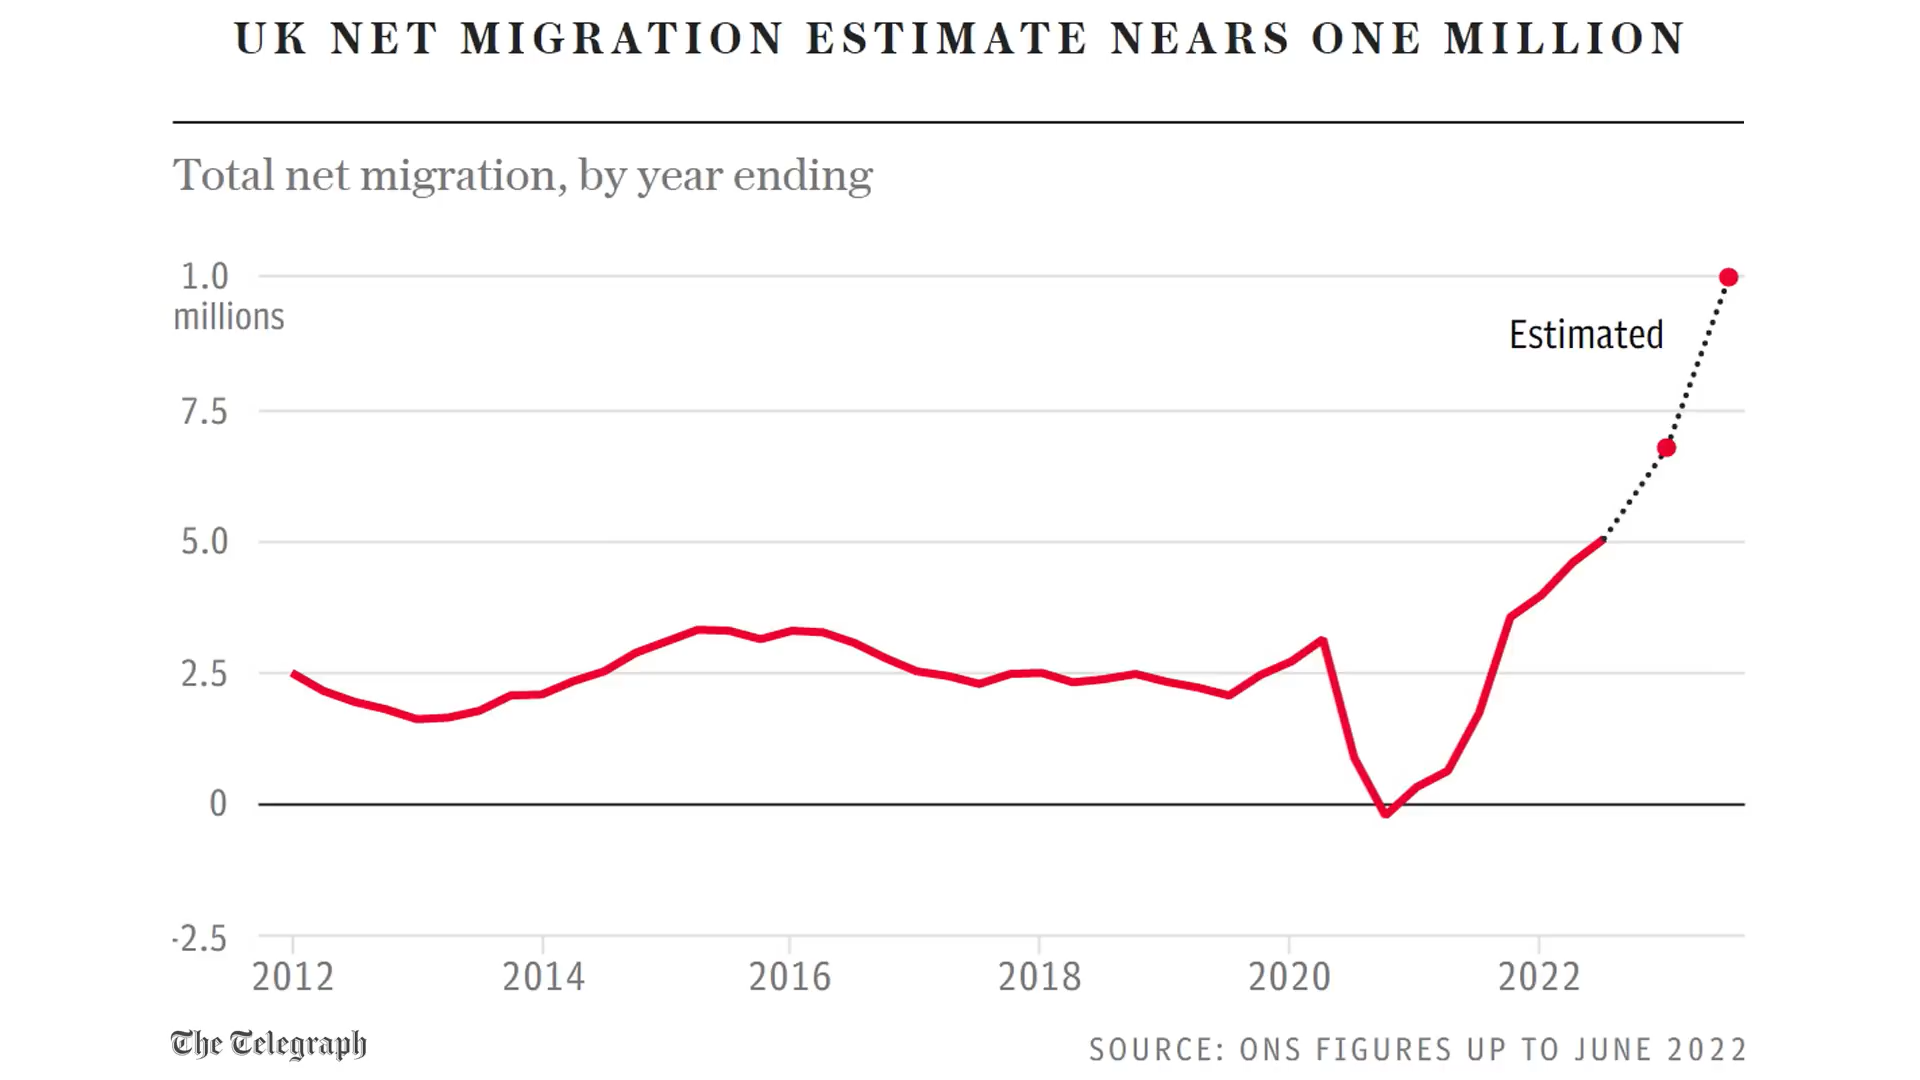 UK NET MIGRATION ESTIMATE NEARS ONE MILLION
Total net migration, by year ending
1.0
millions
Estimated
7.5
5.0
2.5
0
-2.5
2012 2014 2016 2018 2020 2022
The Telegraph
SOURCE: ONS FIGURES UP TO JUNE 2022